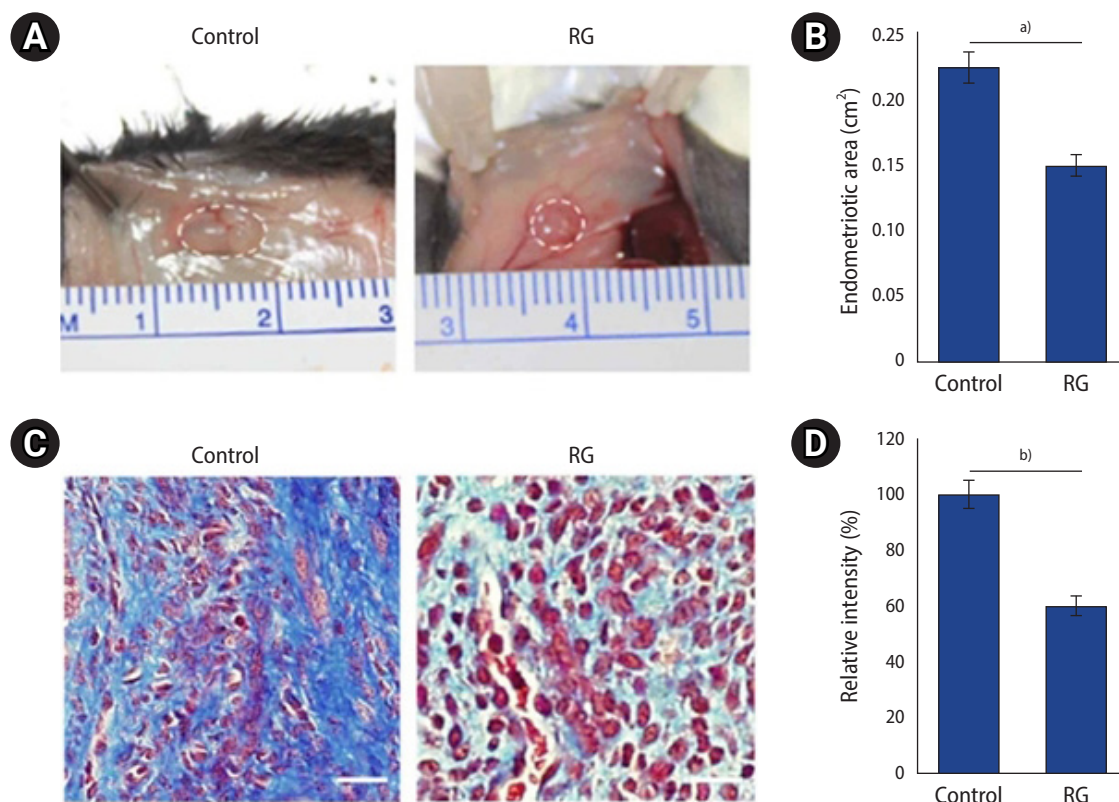 A
Control
RG
M 1 2 3
3 4 5
B
a)
Endometriotic area (cm²)
0.25
0.20
0.15
0.10
0.05
0
Control
RG
C
Control
RG
D
b)
Relative intensity (%)
120
100
80
60
40
20
0
Control
RG